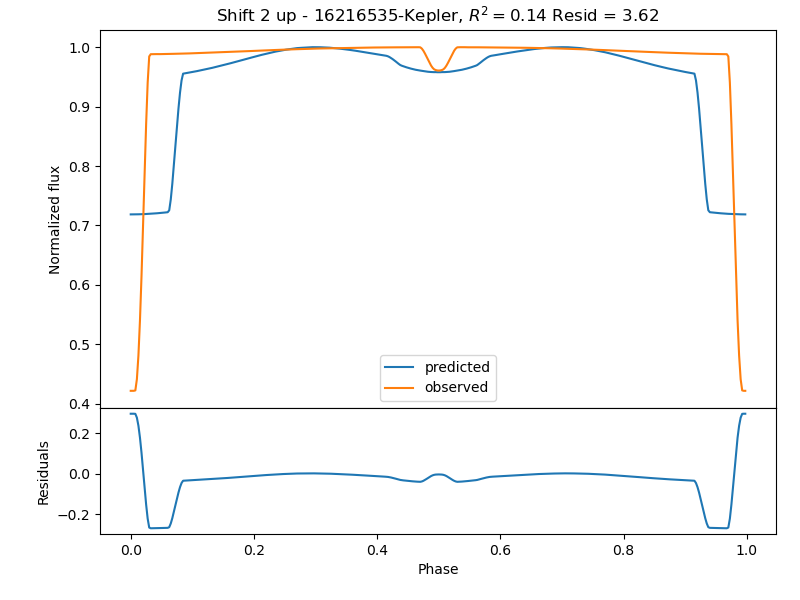 Shift 2 up - 16216535-Kepler, R² = 0.14 Resid = 3.62
1.0
0.9
0.8
0.7
0.6
0.5
0.4
Normalized flux
predicted
observed
0.2
0.0
−0.2
Residuals
0.0 0.2 0.4 0.6 0.8 1.0
Phase